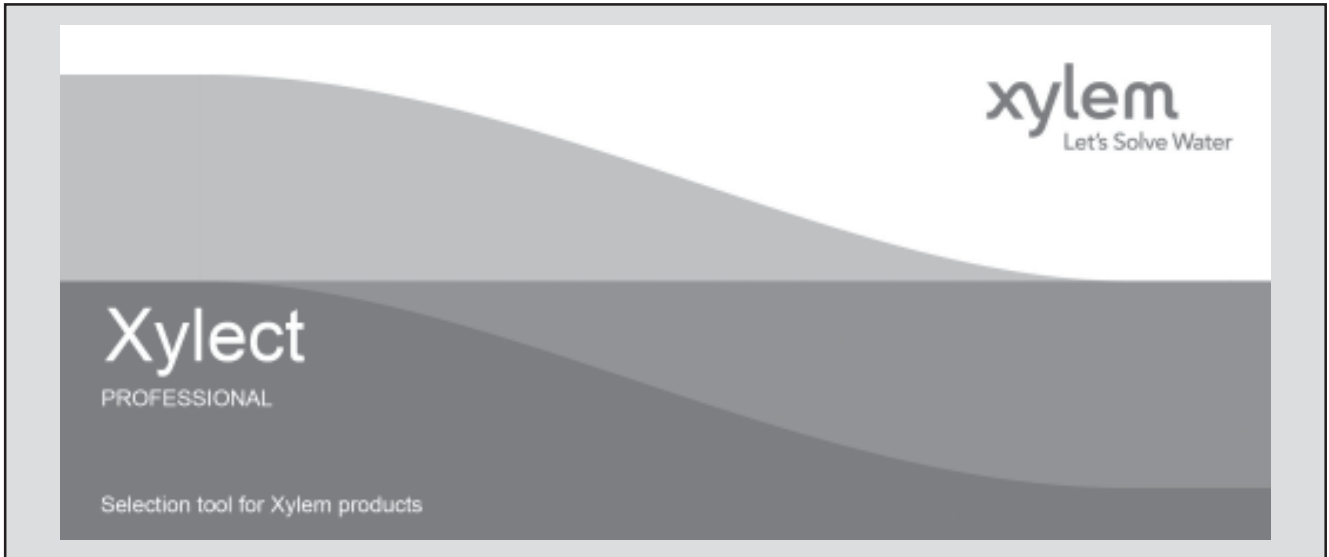 xylem
Let's Solve Water
Xylect
PROFESSIONAL
Selection tool for Xylem products